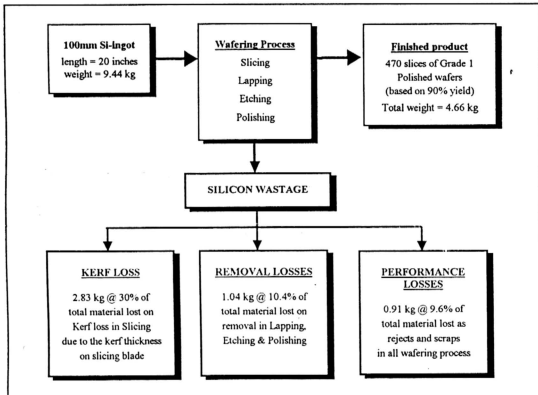 100mm Si-Ingot
length = 20 inches
weight = 9.44 kg
Wafering Process
Slicing
Lapping
Etching
Polishing
Finished product
470 slices of Grade 1
Polished wafers
(based on 90% yield)
Total weight = 4.66 kg
SILICON WASTAGE
KERF LOSS
2.83 kg @ 30% of
total material lost on
Kerf loss in Slicing
due to the kerf thickness
on slicing blade
REMOVAL LOSSES
1.04 kg @ 10.4% of
total material lost on
removal in Lapping,
Etching & Polishing
PERFORMANCE
LOSSES
0.91 kg @ 9.6% of
total material lost as
rejects and scraps
in all wafering process